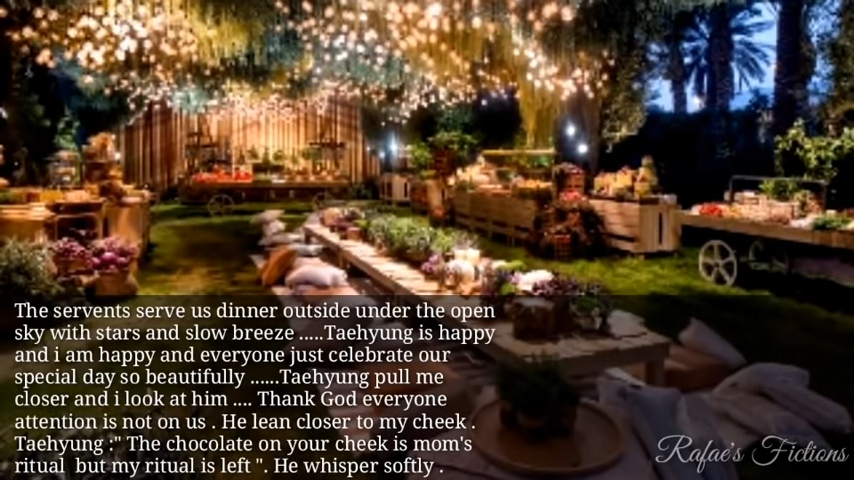 The servents serve us dinner outside under the open
sky with stars and slow breeze .....Taehyung is happy
and i am happy and everyone just celebrate our
special day so beautifully ......Taehyung pull me
closer and i look at him .... Thank God everyone
attention is not on us . He lean closer to my cheek .
Taehyung :" The chocolate on your cheek is mom's
ritual  but my ritual is left ". He whisper softly .
Rafae's Fictions